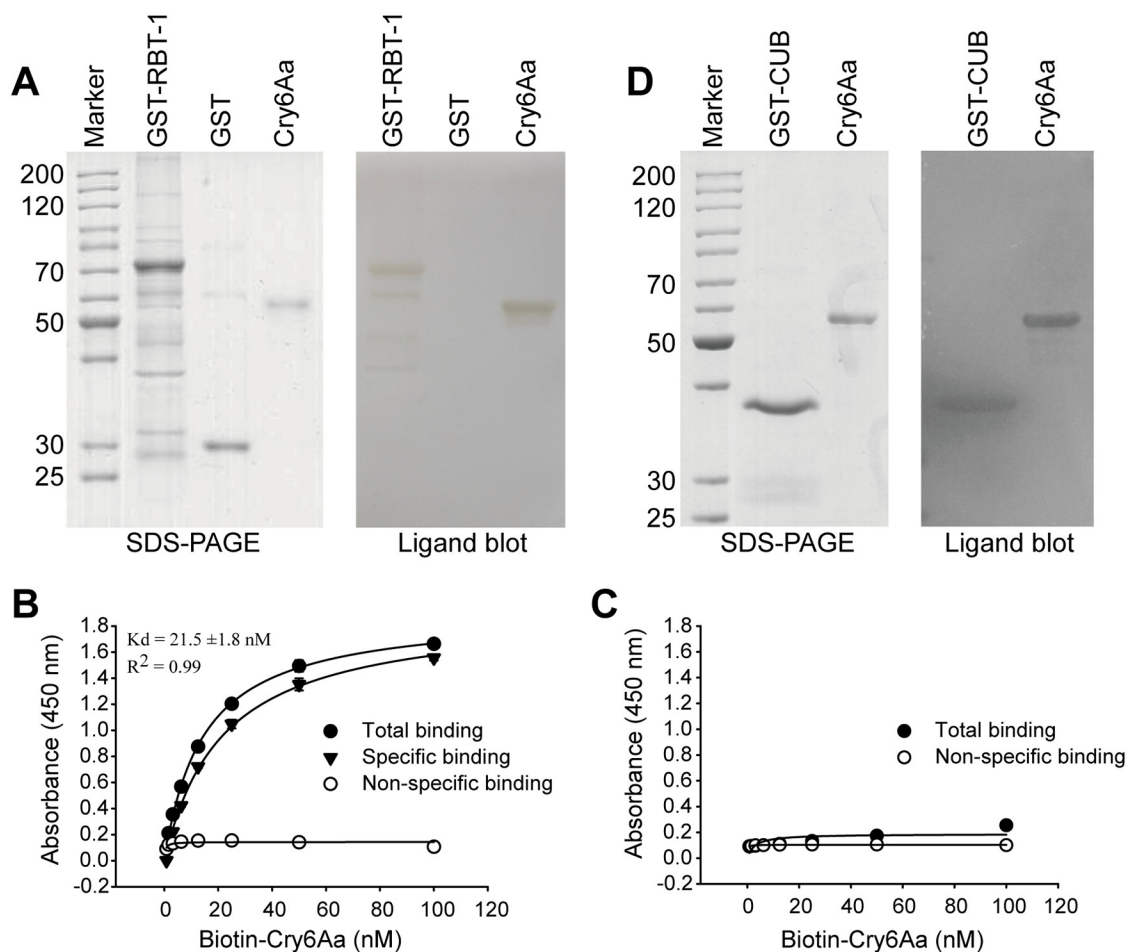 A
Marker
GST-RBT-1
GST
Cry6Aa
GST-RBT-1
GST
Cry6Aa
200
120
70
50
30
25
SDS-PAGE
Ligand blot
D
Marker
GST-CUB
Cry6Aa
GST-CUB
Cry6Aa
200
120
70
50
30
25
SDS-PAGE
Ligand blot
B
Absorbance (450 nm)
1.8
1.6
1.4
1.2
1.0
0.8
0.6
0.4
0.2
0.0
-0.2
Kd = 21.5 ±1.8 nM
R² = 0.99
Total binding
Specific binding
Non-specific binding
0 20 40 60 80 100 120
Biotin-Cry6Aa (nM)
C
Absorbance (450 nm)
1.8
1.6
1.4
1.2
1.0
0.8
0.6
0.4
0.2
0.0
-0.2
Total binding
Non-specific binding
0 20 40 60 80 100 120
Biotin-Cry6Aa (nM)